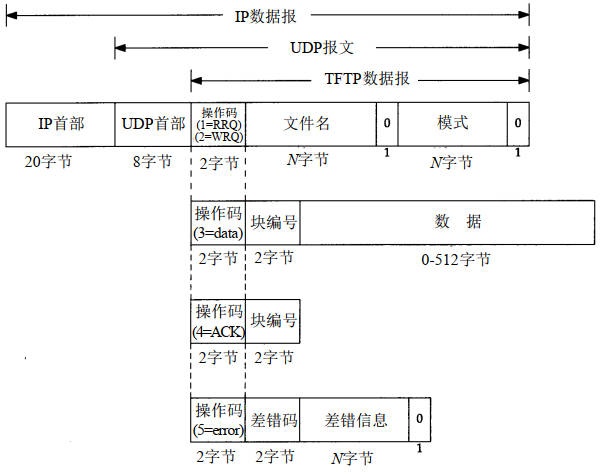 IP数据报
UDP报文
TFTP数据报
IP首部 UDP首部 操作码 (1=RRQ) (2=WRQ) 文件名 0 模式 0
20字节 8字节 2字节 N字节 1 N字节 1
操作码 (3=data) 块编号 数 据
2字节 2字节 0-512字节
操作码 (4=ACK) 块编号
2字节 2字节
操作码 (5=error) 差错码 差错信息 0
2字节 2字节 N字节 1